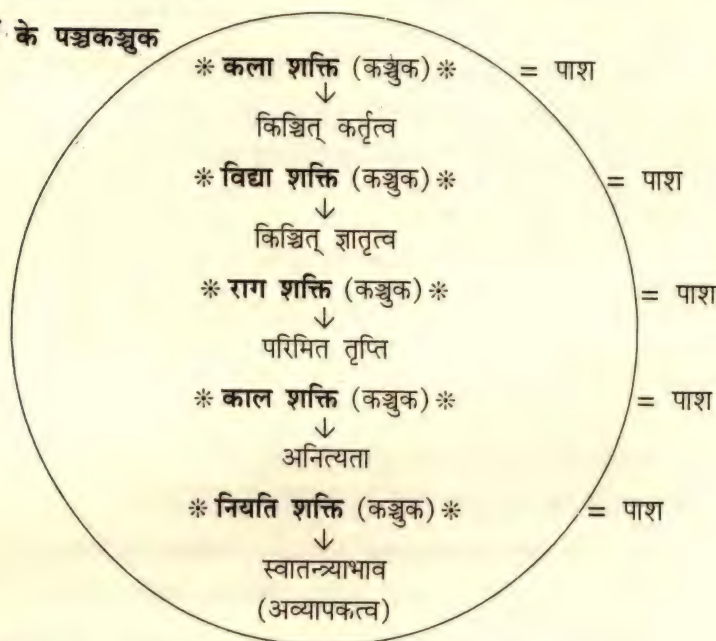 के पञ्चकञ्चुक
* कला शक्ति (कञ्चुक) * = पाश
↓
किञ्चित् कर्तृत्व
* विद्या शक्ति (कञ्चुक) * = पाश
↓
किञ्चित् ज्ञातृत्व
* राग शक्ति (कञ्चुक) * = पाश
↓
परिमित तृप्ति
* काल शक्ति (कञ्चुक) * = पाश
↓
अनित्यता
* नियति शक्ति (कञ्चुक) * = पाश
↓
स्वातन्त्र्याभाव
(अव्यापकत्व)